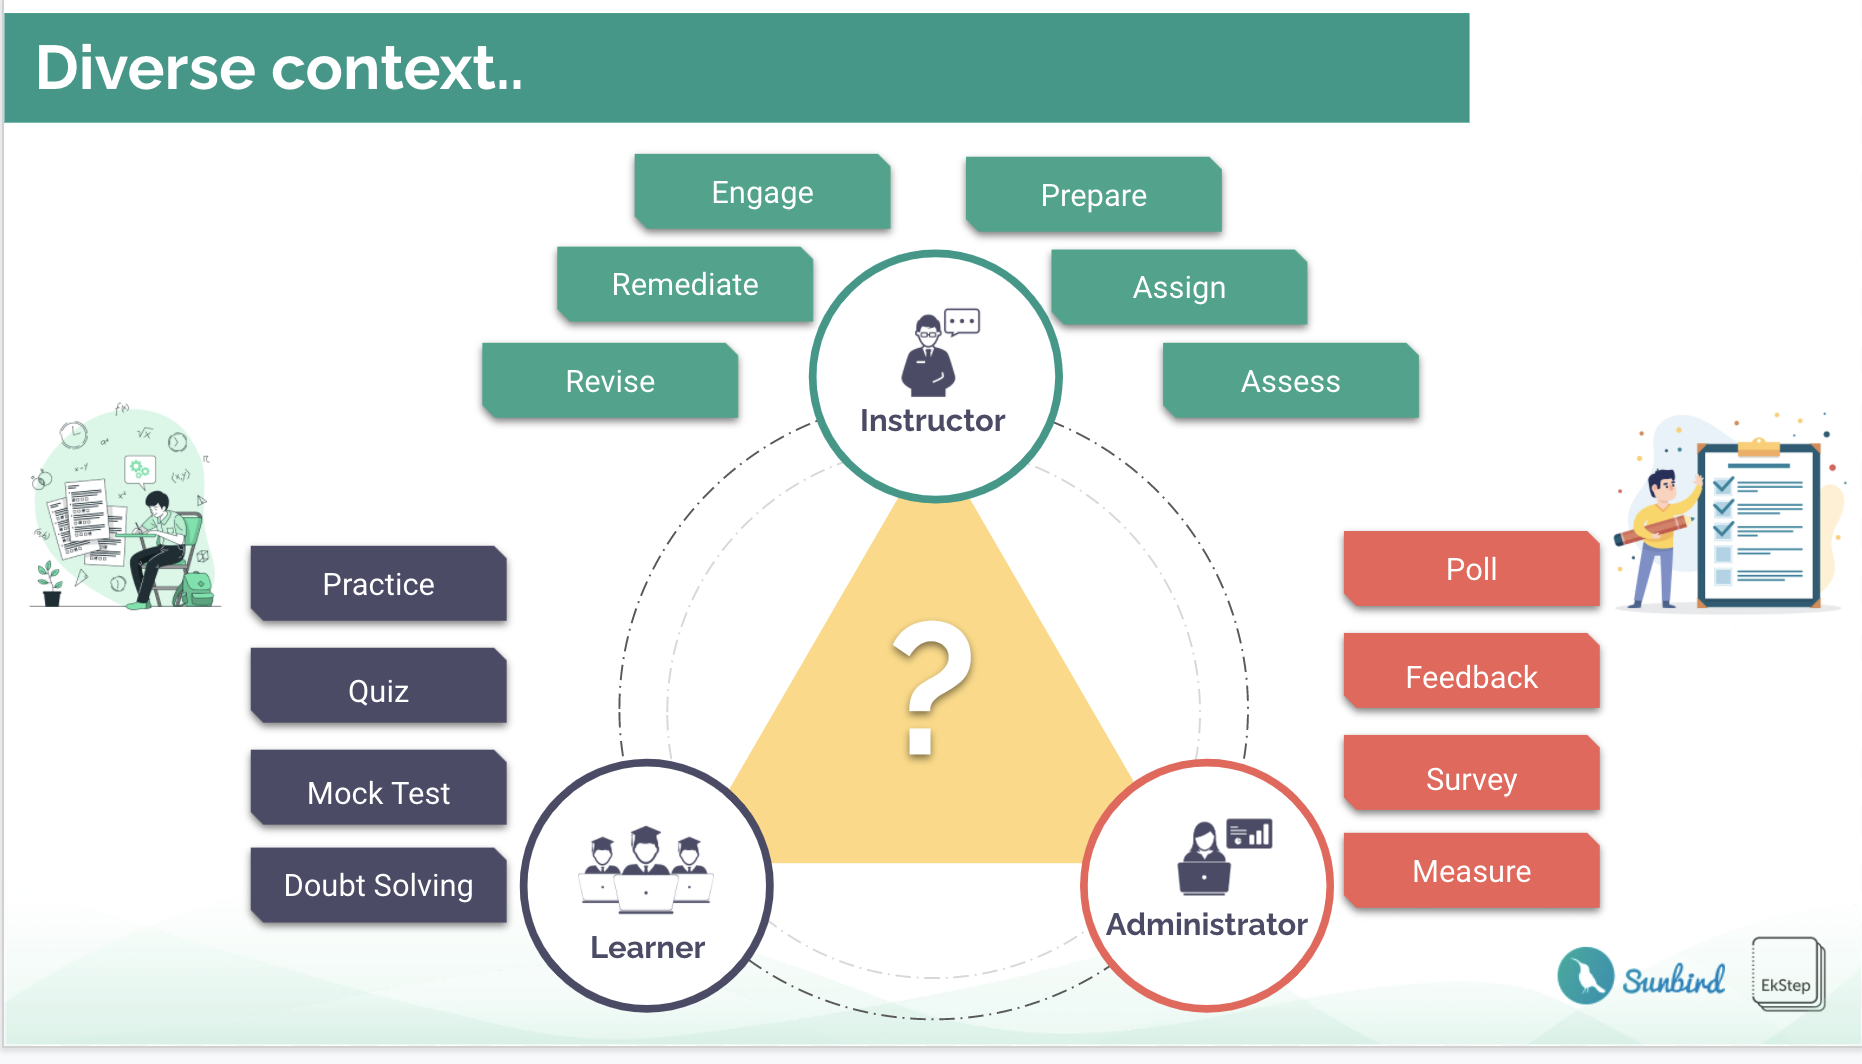 Diverse context..
Engage
Prepare
Remediate
Assign
Revise
Assess
Instructor
Practice
Quiz
Mock Test
Doubt Solving
?
Poll
Feedback
Survey
Measure
Learner
Administrator
Sunbird
EkStep